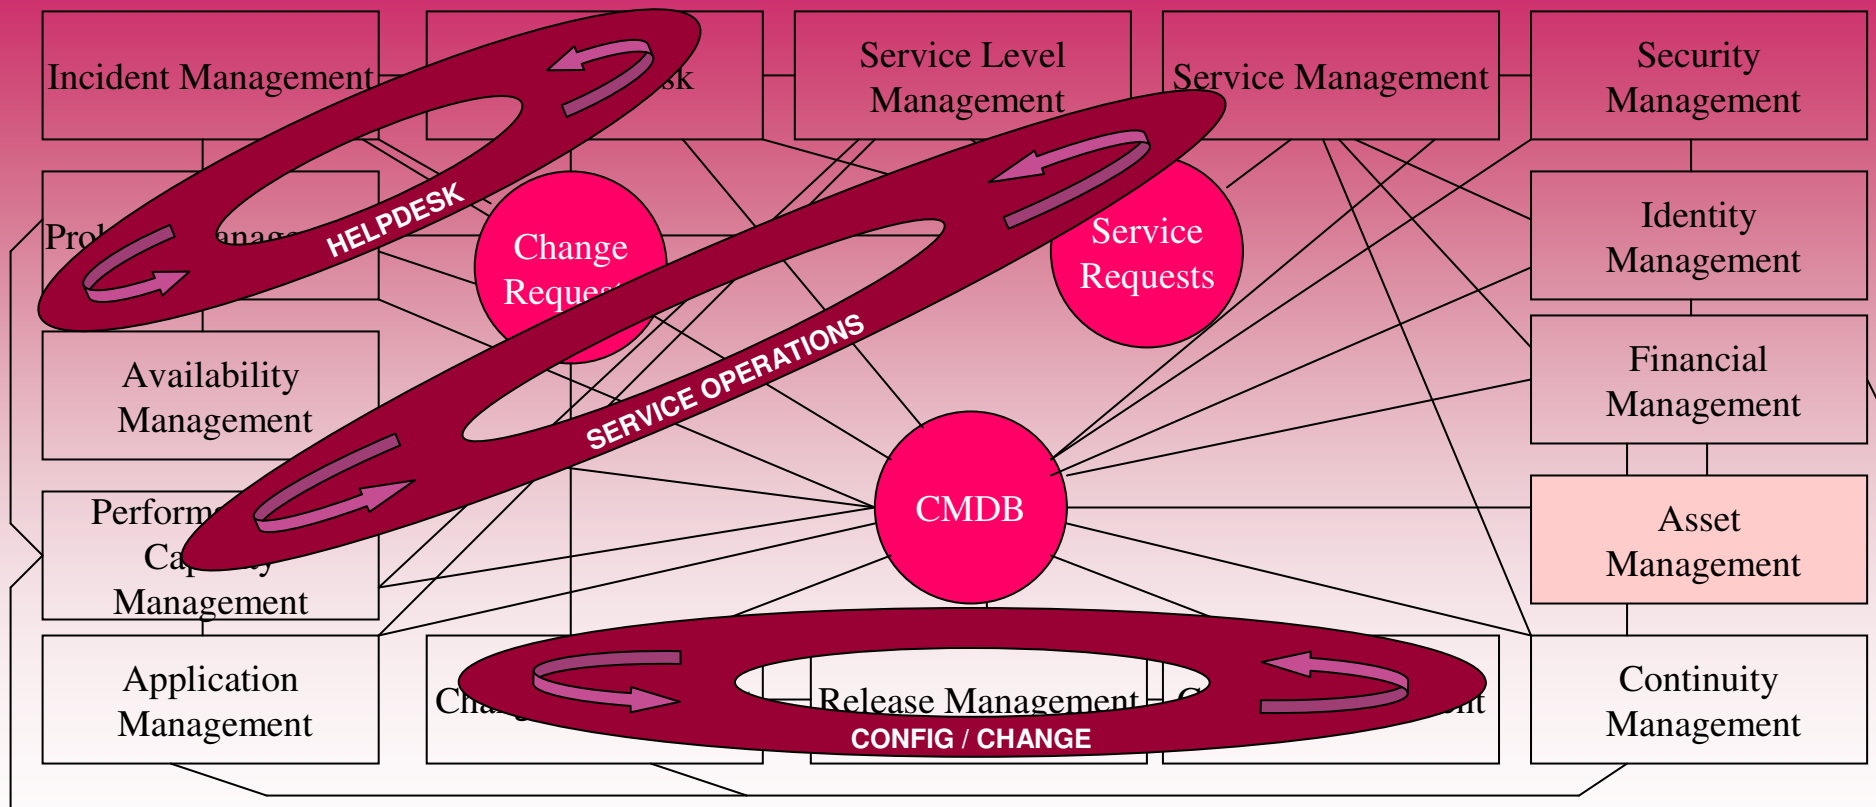 Incident Management
Service Level
Management
Service Management
Security
Management
HELPDESK
Change
Service
Requests
Identity
Management
Availability
Management
SERVICE OPERATIONS
Financial
Management
CMDB
Asset
Management
Management
Application
Management
Release Management
CONFIG / CHANGE
Continuity
Management